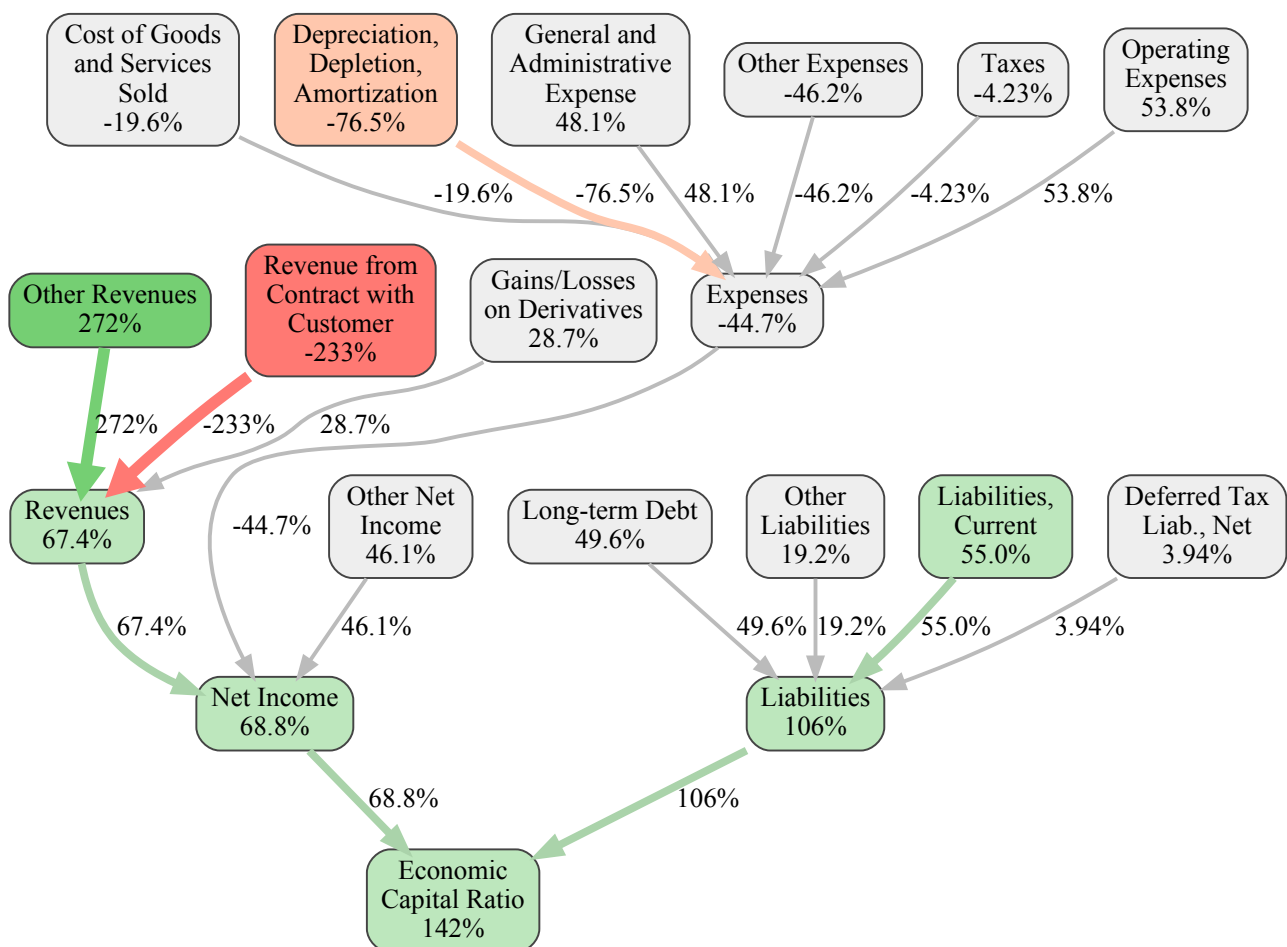 Cost of Goods
and Services
Sold
-19.6%
Depreciation,
Depletion,
Amortization
-76.5%
General and
Administrative
Expense
48.1%
Other Expenses
-46.2%
Taxes
-4.23%
Operating
Expenses
53.8%
-19.6%
-76.5%
48.1%
-46.2%
-4.23%
53.8%
Other Revenues
272%
Revenue from
Contract with
Customer
-233%
Gains/Losses
on Derivatives
28.7%
Expenses
-44.7%
272%
-233%
28.7%
Revenues
67.4%
-44.7%
Other Net
Income
46.1%
Long-term Debt
49.6%
Other
Liabilities
19.2%
Liabilities,
Current
55.0%
Deferred Tax
Liab., Net
3.94%
67.4%
46.1%
49.6%
19.2%
55.0%
3.94%
Net Income
68.8%
Liabilities
106%
68.8%
106%
Economic
Capital Ratio
142%